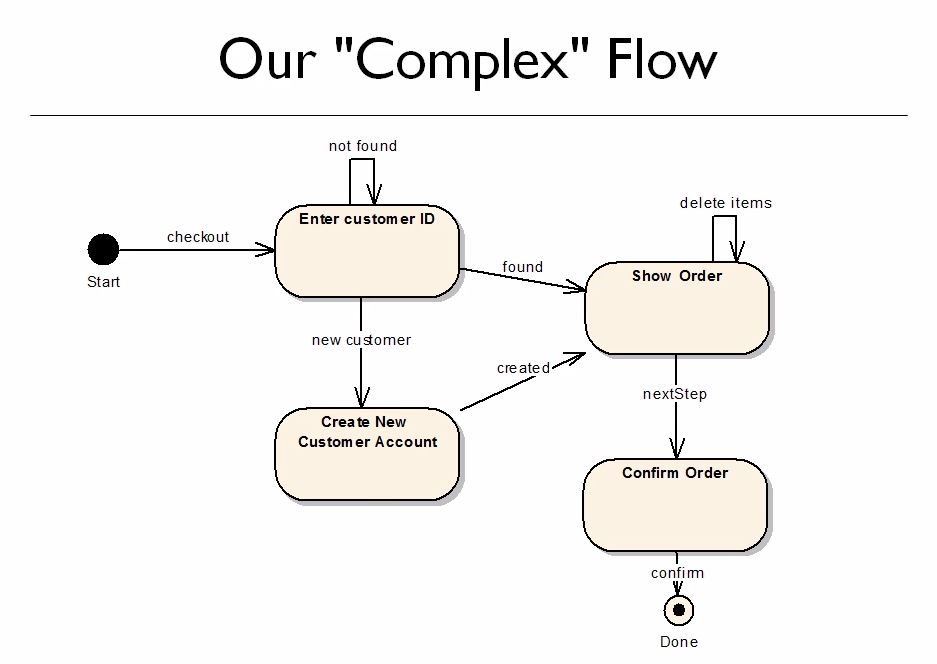 Our "Complex" Flow
not found
delete items
Enter customer ID
checkout
found
Show Order
Start
new customer
created
nextStep
Create New
Customer Account
Confirm Order
confirm
Done